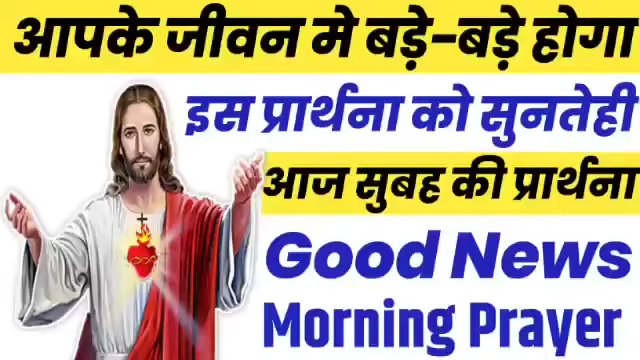 आपके जीवन मे बड़े-बड़े होगा
इस प्रार्थना को सुनतेही
आज सुबह की प्रार्थना
Good News
Morning Prayer